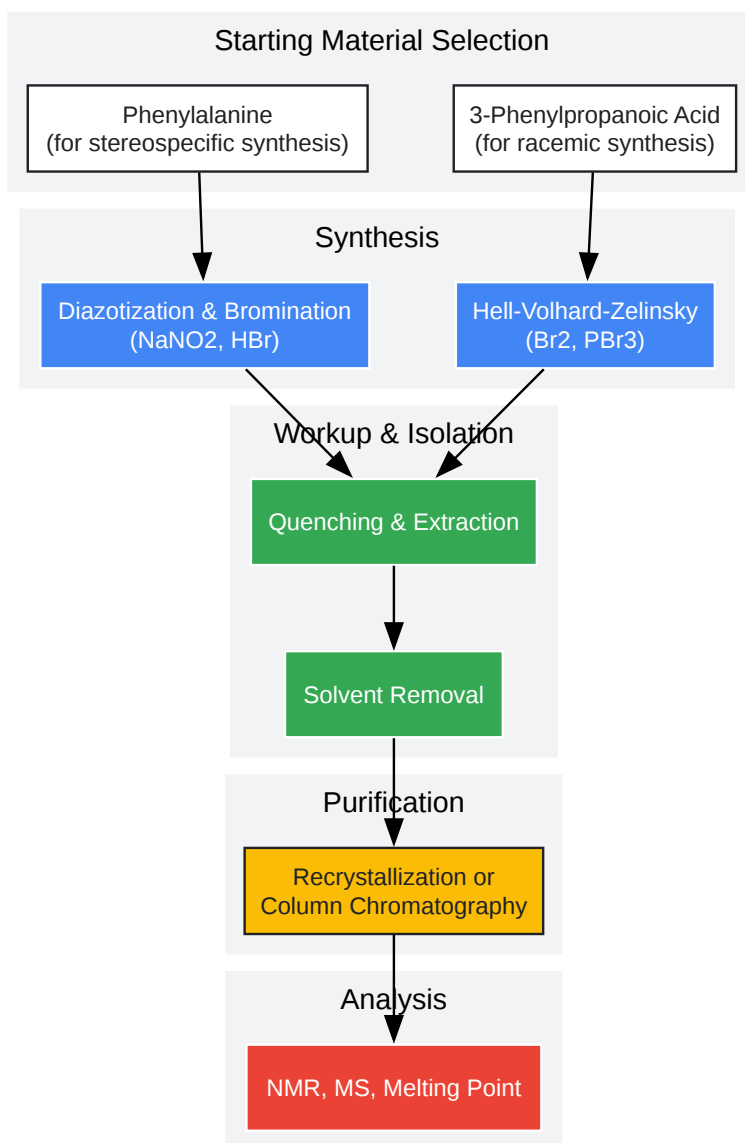 Starting Material Selection
Phenylalanine
(for stereospecific synthesis)
3-Phenylpropanoic Acid
(for racemic synthesis)
Synthesis
Diazotization & Bromination
(NaNO2, HBr)
Hell-Volhard-Zelinsky
(Br2, PBr3)
Workup & Isolation
Quenching & Extraction
Solvent Removal
Purification
Recrystallization or
Column Chromatography
Analysis
NMR, MS, Melting Point